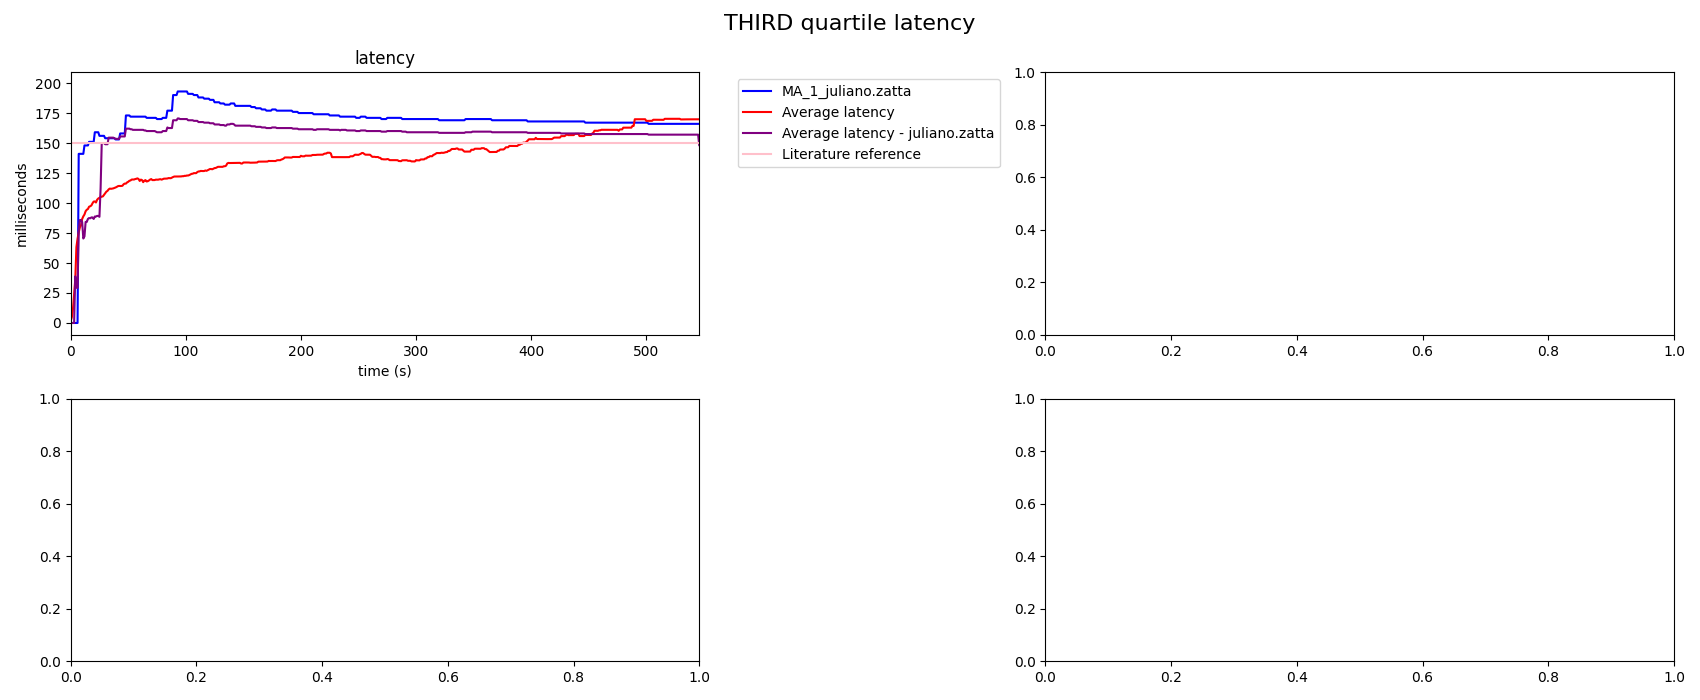 THIRD quartile latency
latency
200
175
150
125
100
75
50
25
0
milliseconds
0 100 200 300 400 500
time (s)
MA_1_juliano.zatta
Average latency
Average latency - juliano.zatta
Literature reference
1.0
0.8
0.6
0.4
0.2
0.0
0.0 0.2 0.4 0.6 0.8 1.0
1.0
0.8
0.6
0.4
0.2
0.0
0.0 0.2 0.4 0.6 0.8 1.0
1.0
0.8
0.6
0.4
0.2
0.0
0.0 0.2 0.4 0.6 0.8 1.0